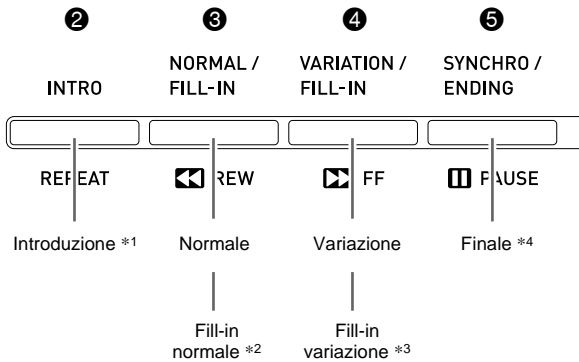 ❷ ❸ ❹ ❺
NORMAL / VARIATION / SYNCHRO /
INTRO FILL-IN FILL-IN ENDING
REPEAT REW FF PAUSE
Introduzione *1 Normale Variazione Finale *4
Fill-in Fill-in
normale *2 variazione *3